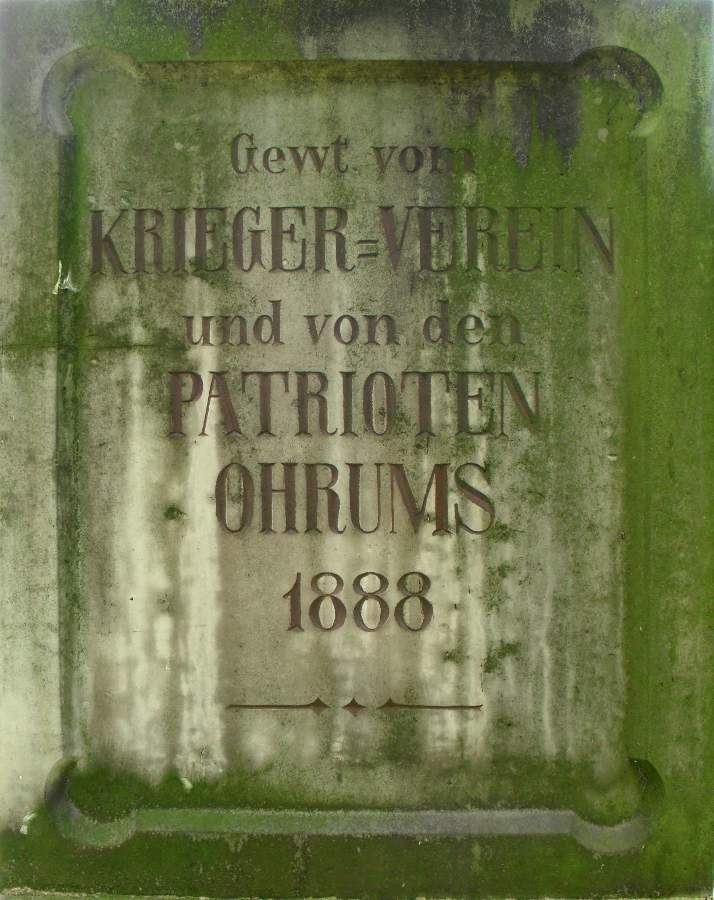 Gewt vom
KRIEGER=VEREIN
und von den
PATRIOTEN
OHRUMS
1888